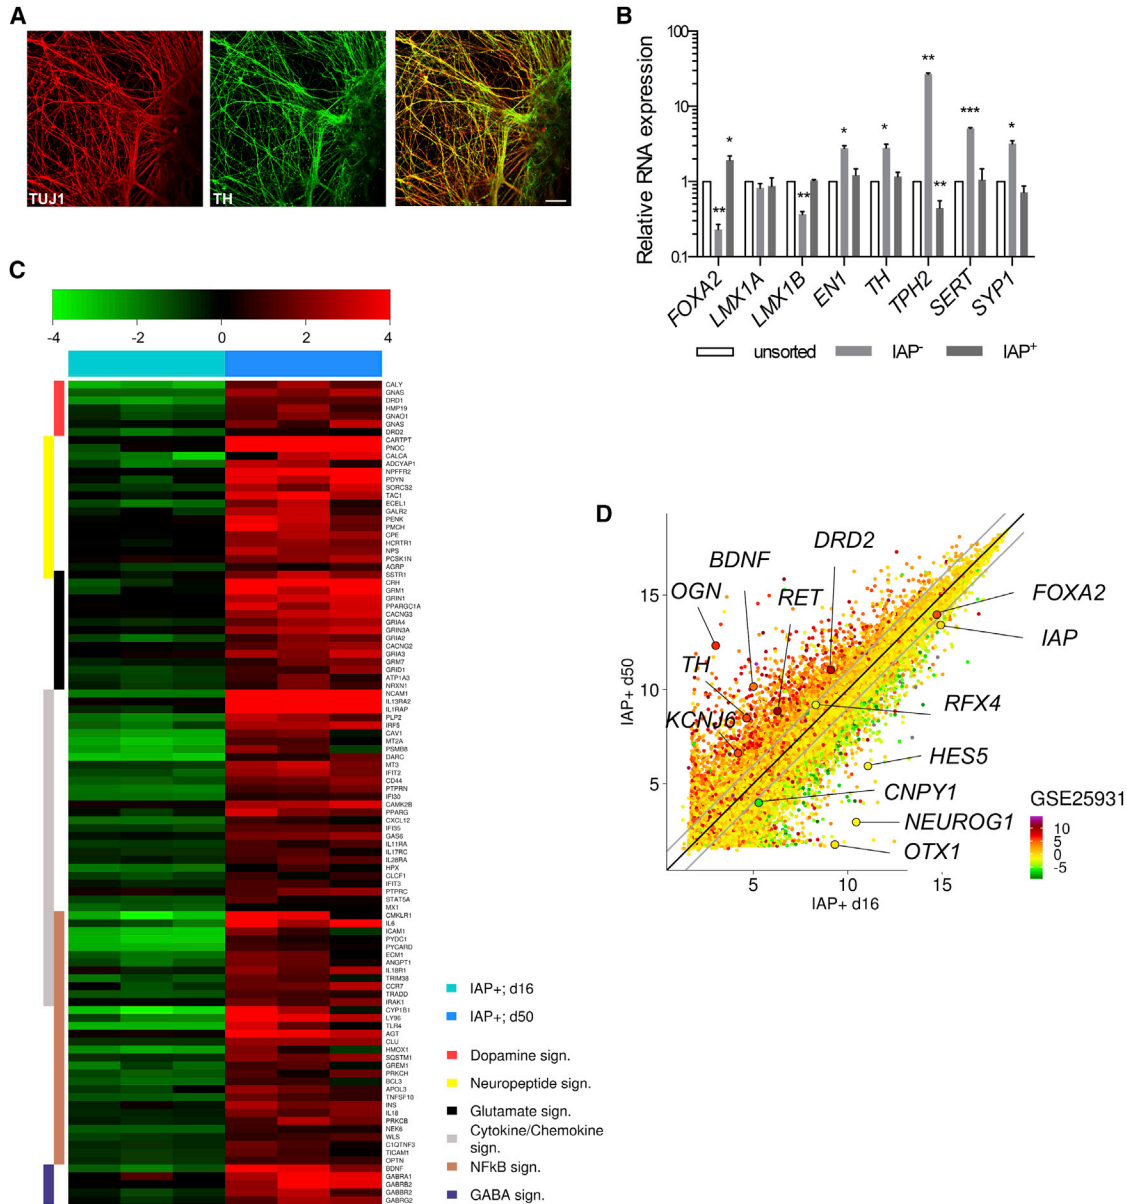 A
TUJ1
TH
B
Relative RNA expression
100
10
1
0.1
**
*
**
*
*
**
**
***
*
FOXA2
LMX1A
LMX1B
EN1
TH
TPH2
SERT
SYP1
unsorted
IAP-
IAP+
C
-4
-2
0
2
4
CALY
GNAS
DRD1
HMP19
GNAO1
GNAS
DRD2
CARTPT
PNOC
CALCA
ADCYAP1
NPFFR2
PDYN
SORCS2
TAC1
ECEL1
GALR2
PENK
PMCH
CPE
HCRTR1
NPS
PCSK1N
AGRP
SSTR1
CRH
GRM1
GRIN1
PPARGC1A
CACNG3
GRIA4
GRIN3A
GRIA2
CACNG2
GRIA3
GRM7
GRID1
ATP1A3
NRXN1
NCAM1
IL13RA2
IL1RAP
PLP2
IRF5
CAV1
MT2A
PSMB8
DARC
MT3
IFIT2
CD44
PTPRN
IFI30
CAMK2B
PPARG
CXCL12
IFI35
GAS6
IL11RA
IL17RC
IL28RA
HPX
CLCF1
IFIT3
PTPRC
STAT5A
MX1
CMKLR1
IL6
ICAM1
PYDC1
PYCARD
ECM1
ANGPT1
IL18R1
TRIM38
CCR7
TRADD
IRAK1
CYP1B1
LY96
TLR4
AGT
CLU
HMOX1
SQSTM1
GREM1
PRKCH
BCL3
APOL3
TNFSF10
INS
IL18
PRKCB
NEK6
WLS
C1QTNF3
TICAM1
OPTN
BDNF
GABRA1
GABRB2
GABBR2
GABRG2
IAP+; d16
IAP+; d50
Dopamine sign.
Neuropeptide sign.
Glutamate sign.
Cytokine/Chemokine
sign.
NFkB sign.
GABA sign.
D
IAP+ d50
15
10
5
5
10
15
IAP+ d16
OGN
BDNF
DRD2
RET
TH
KCNJ6
FOXA2
IAP
RFX4
HES5
CNPY1
NEUROG1
OTX1
GSE25931
10
5
0
-5